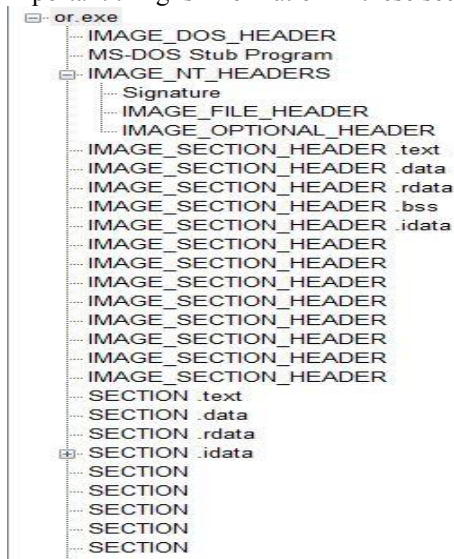 or.exe
IMAGE_DOS_HEADER
MS-DOS Stub Program
IMAGE_NT_HEADERS
Signature
IMAGE_FILE_HEADER
IMAGE_OPTIONAL_HEADER
IMAGE_SECTION_HEADER .text
IMAGE_SECTION_HEADER .data
IMAGE_SECTION_HEADER .rdata
IMAGE_SECTION_HEADER .bss
IMAGE_SECTION_HEADER .idata
IMAGE_SECTION_HEADER
IMAGE_SECTION_HEADER
IMAGE_SECTION_HEADER
IMAGE_SECTION_HEADER
IMAGE_SECTION_HEADER
IMAGE_SECTION_HEADER
IMAGE_SECTION_HEADER
IMAGE_SECTION_HEADER
SECTION .text
SECTION .data
SECTION .rdata
SECTION .idata
SECTION
SECTION
SECTION
SECTION
SECTION